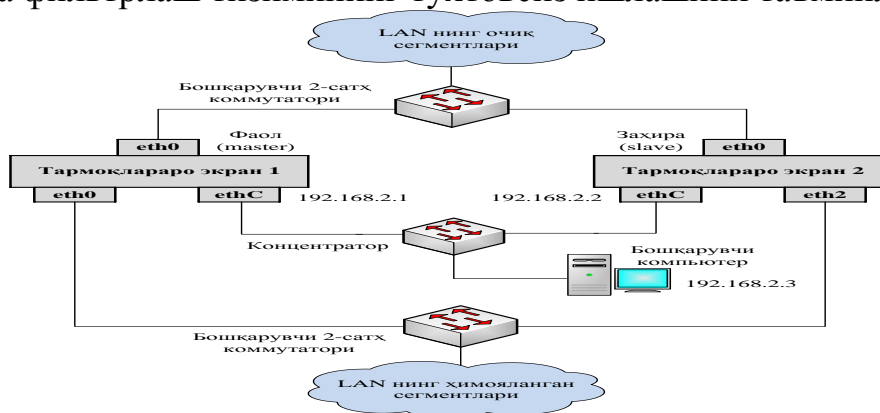 LAN нинг очиқ
сегментлари
Бошқарувчи 2-сатҳ
коммутатори
Фаол
(master)
eth0
Тармоқлараро экран 1
eth0
ethC
192.168.2.1
Заҳира
(slave)
eth0
Тармоқлараро экран 2
192.168.2.2
ethC
eth2
Концентратор
Бошқарувчи
компьютер
192.168.2.3
Бошқарувчи 2-сатҳ
коммутатори
LAN нинг ҳимояланган
сегментлари